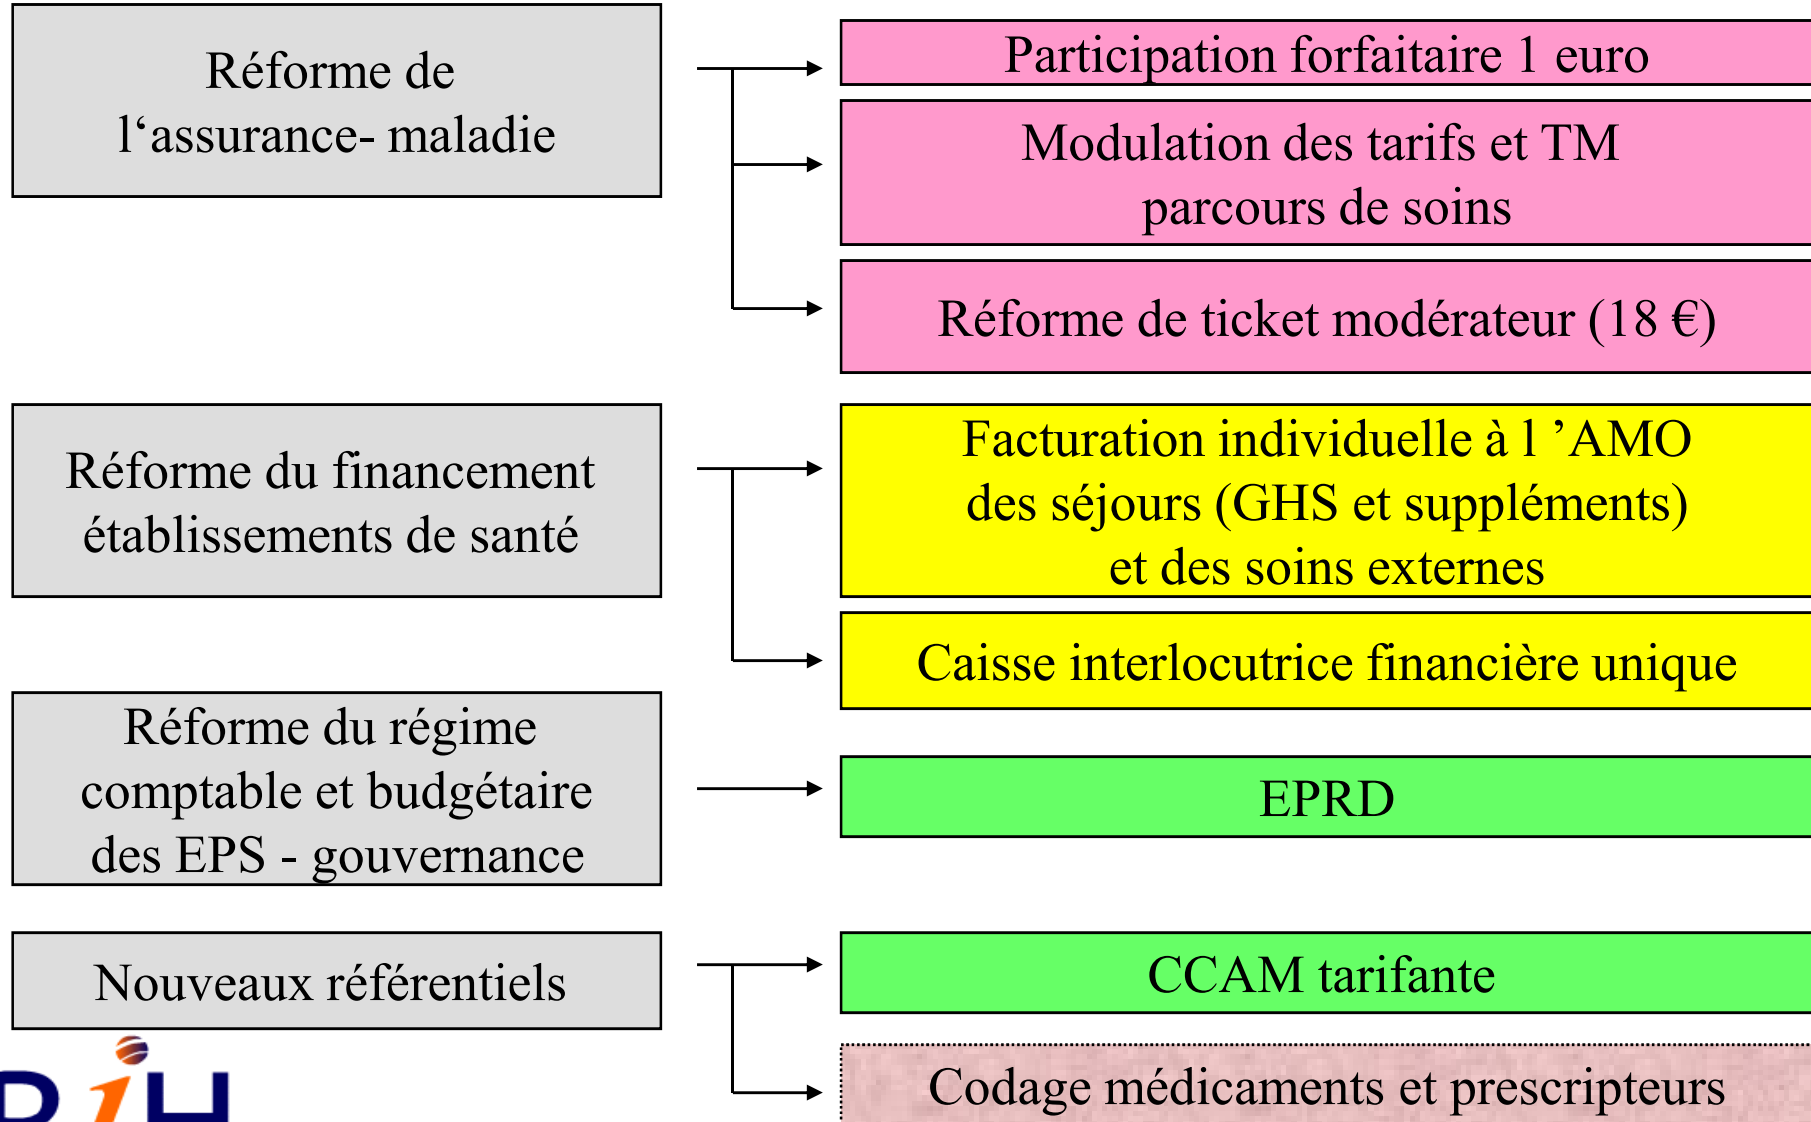 Réforme de
l‘assurance- maladie
Participation forfaitaire 1 euro
Modulation des tarifs et TM
parcours de soins
Réforme de ticket modérateur (18 €)
Réforme du financement
établissements de santé
Facturation individuelle à l ’AMO
des séjours (GHS et suppléments)
et des soins externes
Caisse interlocutrice financière unique
Réforme du régime
comptable et budgétaire
des EPS - gouvernance
EPRD
Nouveaux référentiels
CCAM tarifante
Codage médicaments et prescripteurs